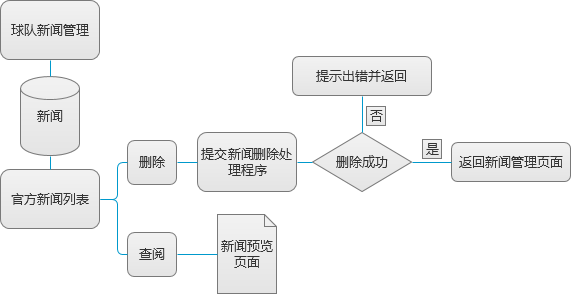 球队新闻管理
新闻
官方新闻列表
删除
查阅
提交新闻删除处
理程序
新闻预览
页面
提示出错并返回
否
删除成功
是
返回新闻管理页面